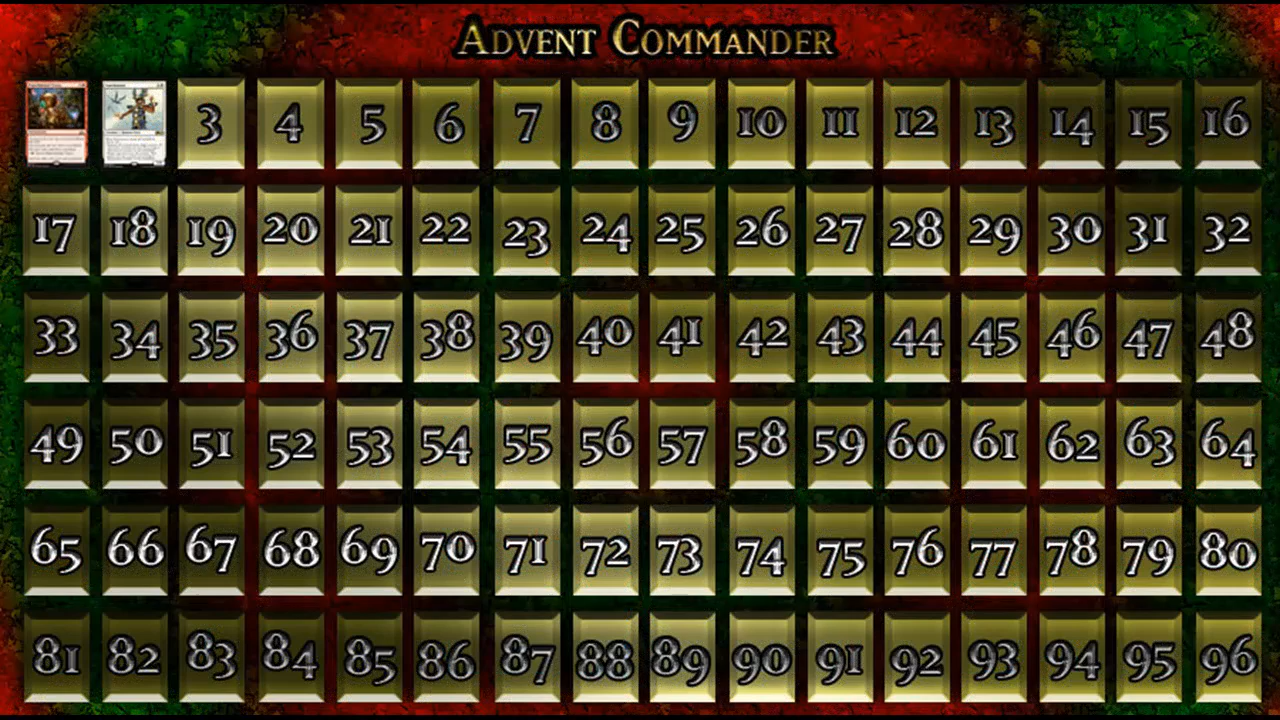 Advent Commander
3 4 5 6 7 8 9 10 11 12 13 14 15 16
17 18 19 20 21 22 23 24 25 26 27 28 29 30 31 32
33 34 35 36 37 38 39 40 41 42 43 44 45 46 47 48
49 50 51 52 53 54 55 56 57 58 59 60 61 62 63 64
65 66 67 68 69 70 71 72 73 74 75 76 77 78 79 80
81 82 83 84 85 86 87 88 89 90 91 92 93 94 95 96